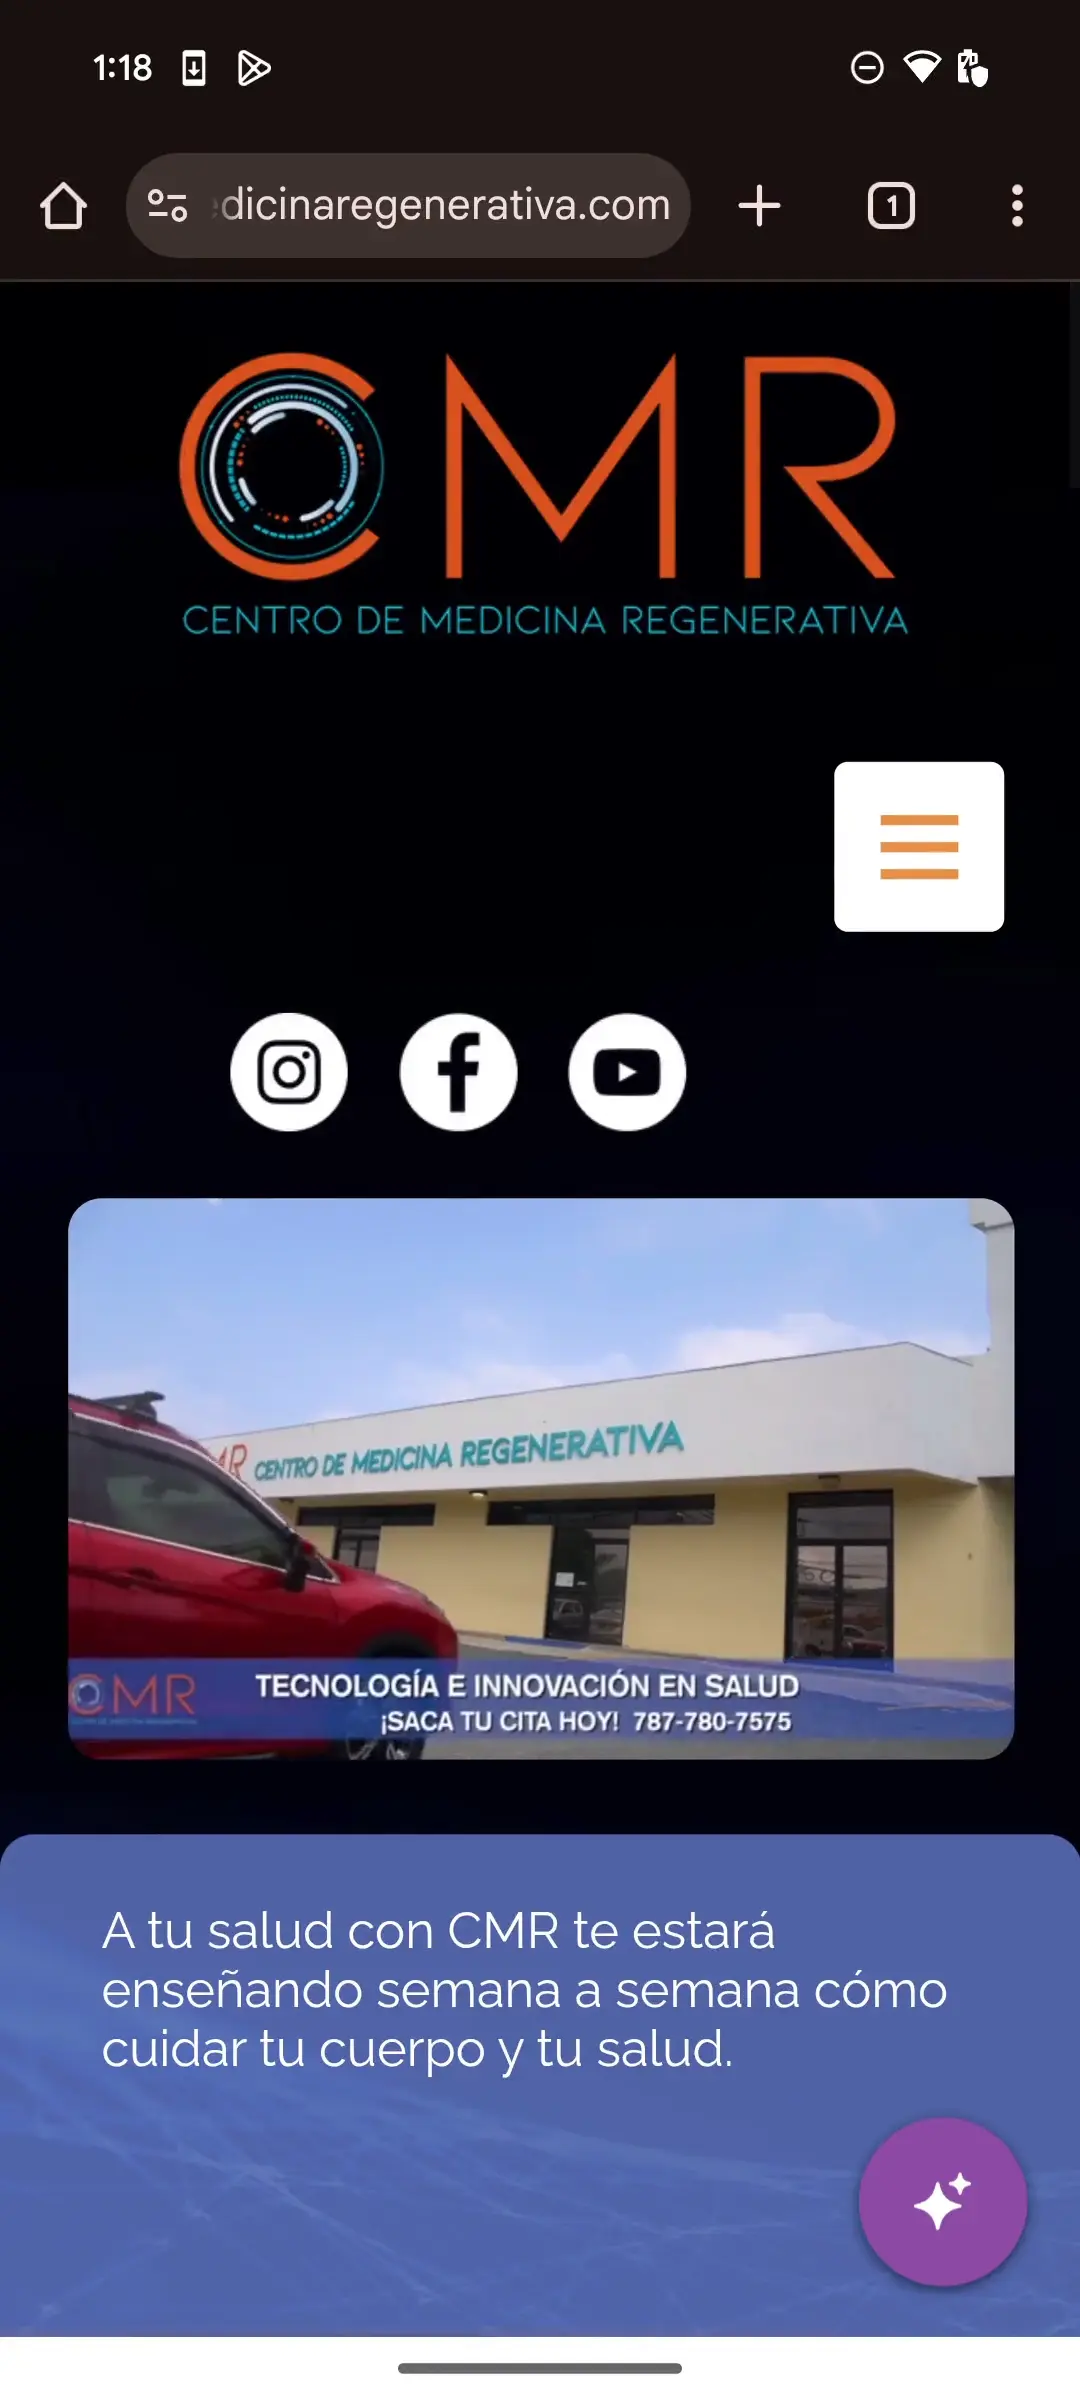 1:18
dicinaregenerativa.com
1
CMR
CENTRO DE MEDICINA REGENERATIVA
MR CENTRO DE MEDICINA REGENERATIVA
CMR
TECNOLOGÍA E INNOVACIÓN EN SALUD
¡SACA TU CITA HOY! 787-780-7575
A tu salud con CMR te estará
enseñando semana a semana cómo
cuidar tu cuerpo y tu salud.